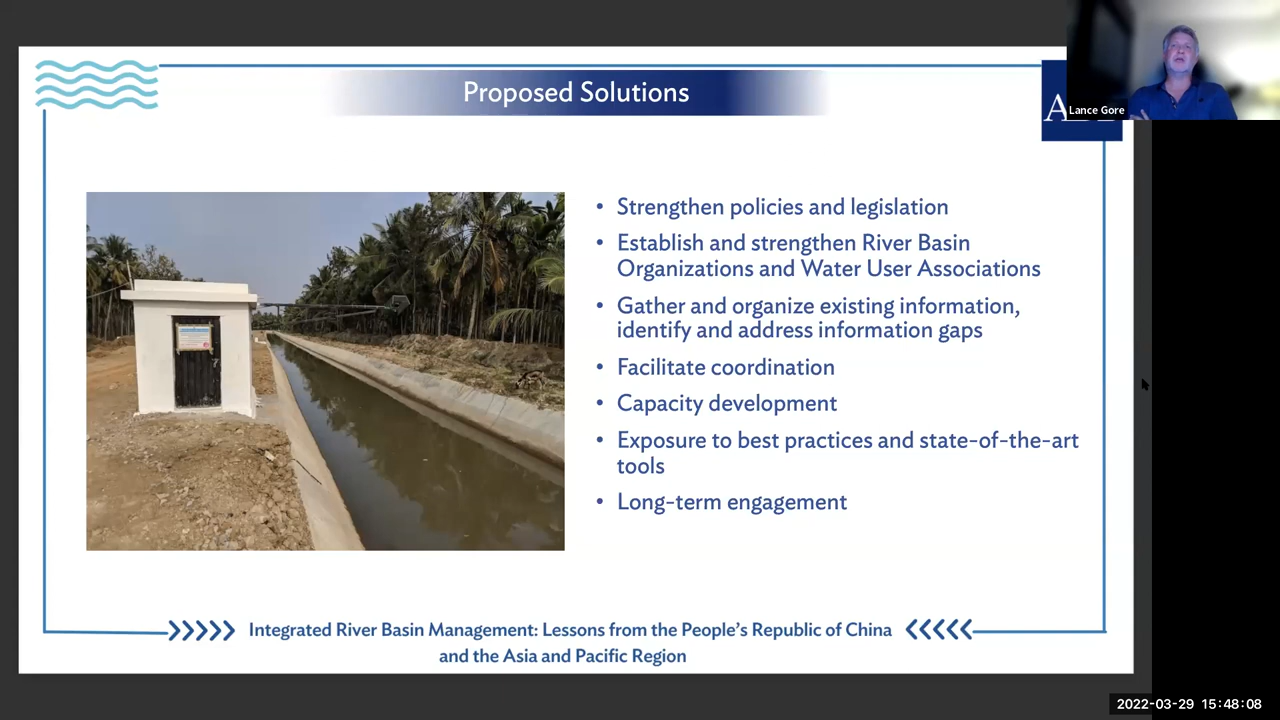 Proposed Solutions
Lance Gore
• Strengthen policies and legislation
• Establish and strengthen River Basin
Organizations and Water User Associations
• Gather and organize existing information,
identify and address information gaps
• Facilitate coordination
• Capacity development
• Exposure to best practices and state-of-the-art
tools
• Long-term engagement
Integrated River Basin Management: Lessons from the People's Republic of China
and the Asia and Pacific Region
2022-03-29 15:48:08